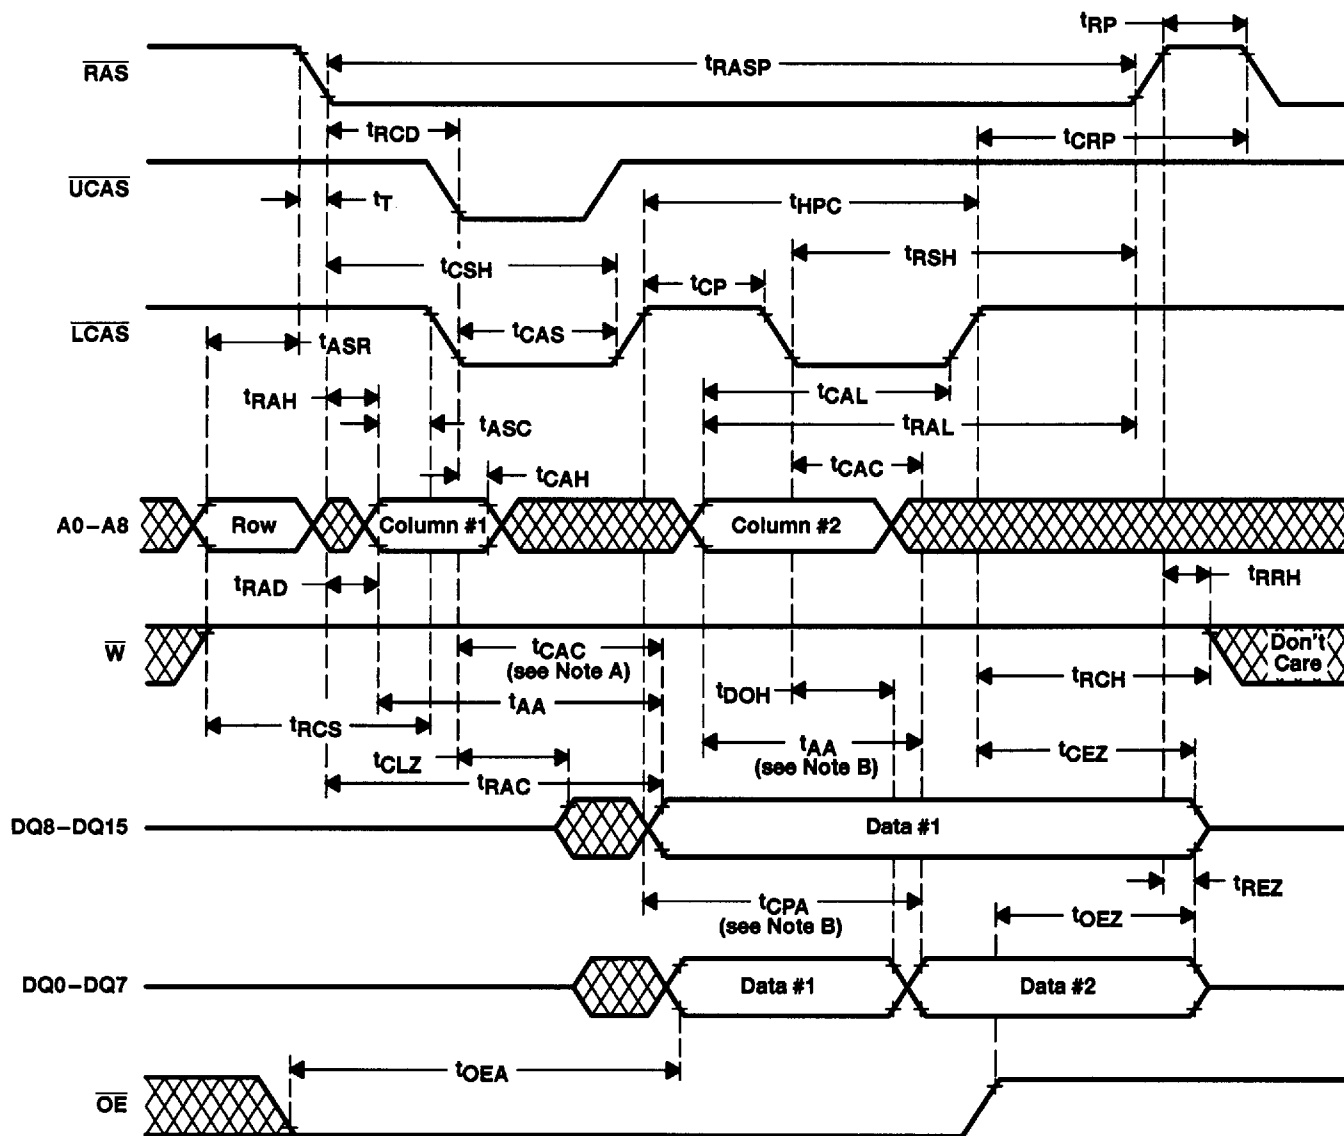 tRP
RAS
tRASP
tRCD
tCRP
UCAS
tT
tHPC
tCSH
tRSH
tCP
LCAS
tCAS
tASR
tRAH
tCAL
tASC
tRAL
tCAC
tCAH
A0–A8
Row
Column #1
Column #2
tRAD
tRRH
W
Don't
Care
tCAC
(see Note A)
tRCH
tDOH
tAA
tRCS
tAA
(see Note B)
tCLZ
tCEZ
tRAC
DQ8–DQ15
Data #1
tREZ
tCPA
(see Note B)
tOEZ
DQ0–DQ7
Data #1
Data #2
tOEA
OE